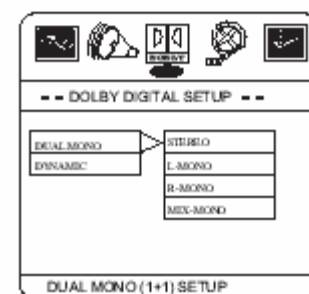 -- DOLBY DIGITAL SETUP --
DUAL MONO
STEREO
DYNAMIC
L-MONO
R-MONO
MIX-MONO
DUAL MONO (1+1) SETUP